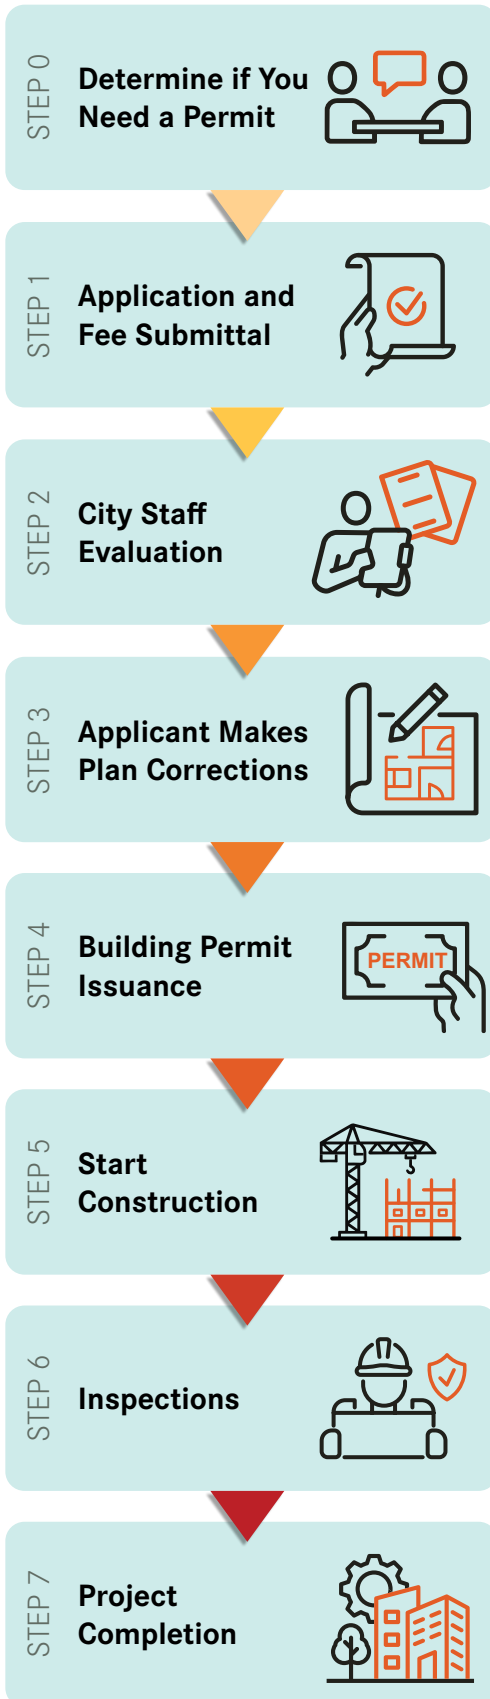 STEP 0
Determine if You
Need a Permit
STEP 1
Application and
Fee Submittal
STEP 2
City Staff
Evaluation
STEP 3
Applicant Makes
Plan Corrections
STEP 4
Building Permit
Issuance
PERMIT
STEP 5
Start
Construction
STEP 6
Inspections
STEP 7
Project
Completion